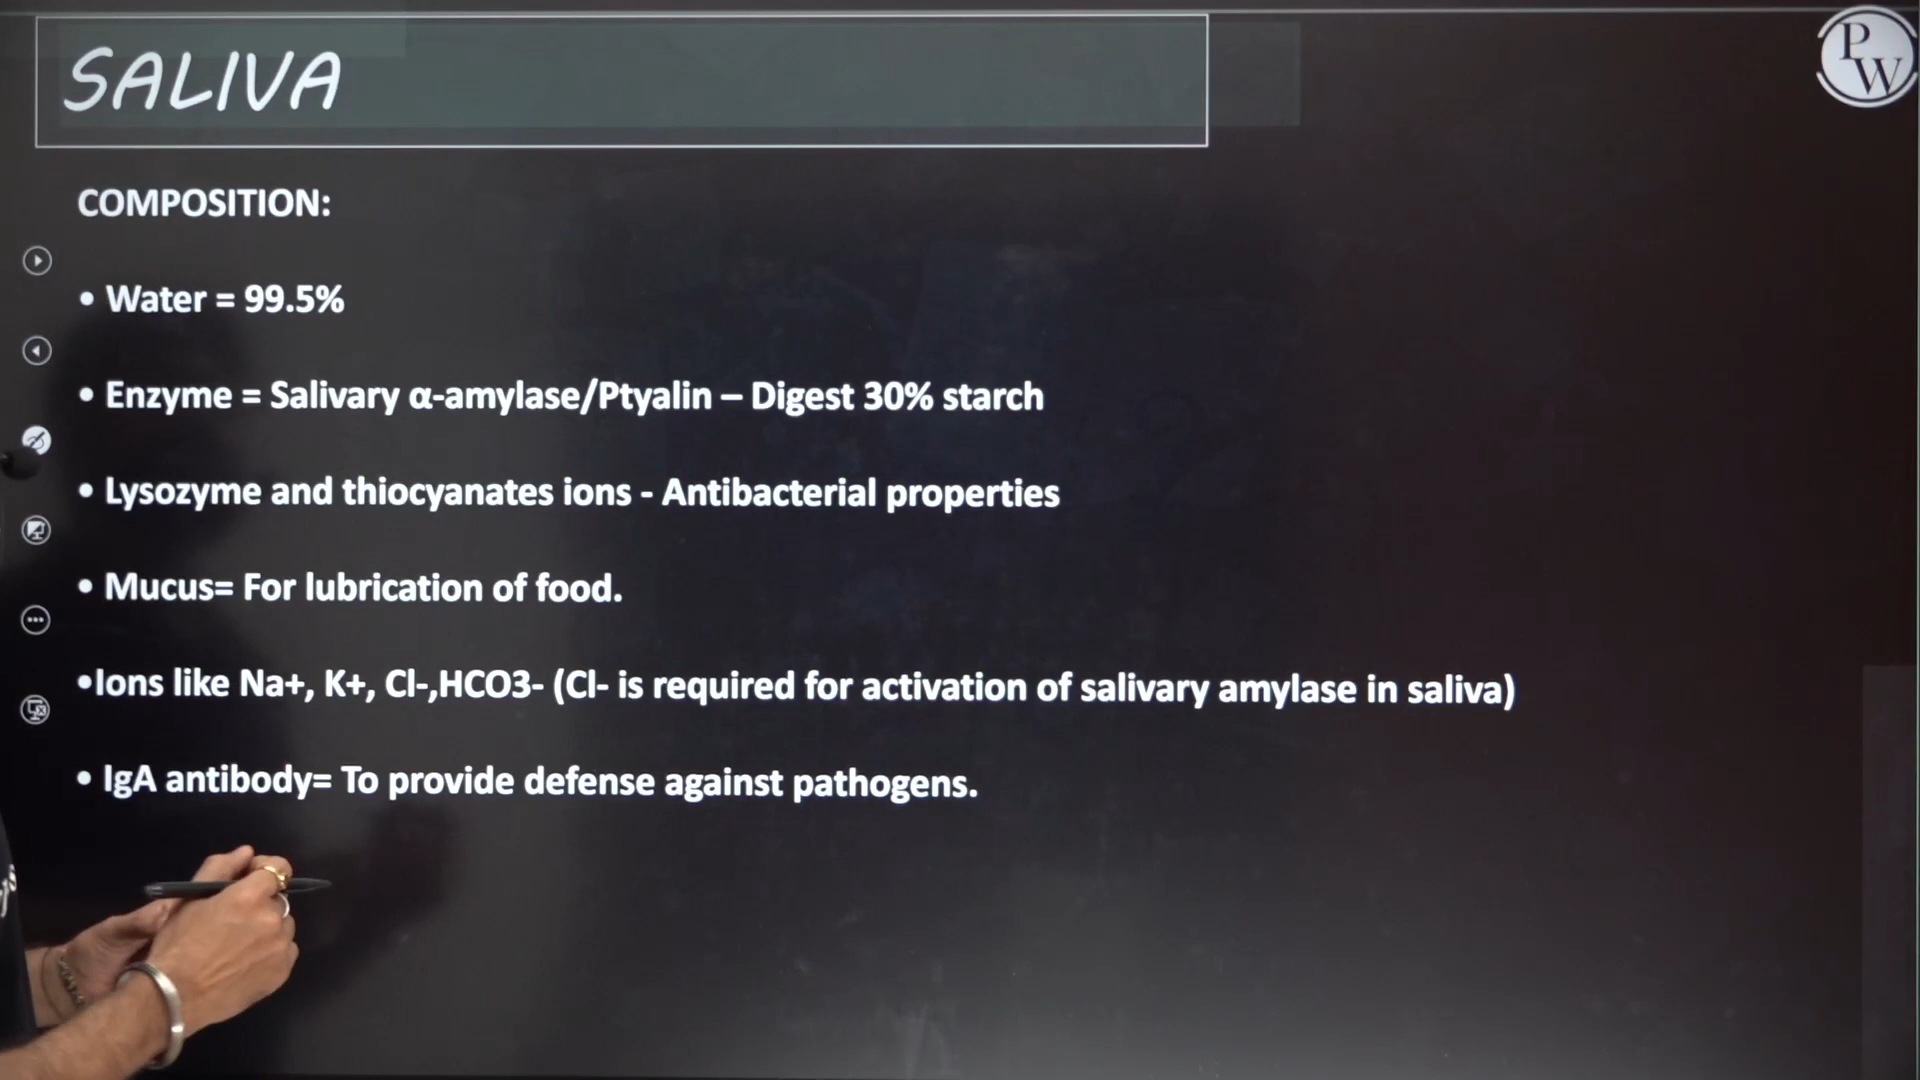 SALIVA
PW
COMPOSITION:
• Water = 99.5%
• Enzyme = Salivary α-amylase/Ptyalin – Digest 30% starch
• Lysozyme and thiocyanates ions - Antibacterial properties
• Mucus= For lubrication of food.
•Ions like Na+, K+, Cl-,HCO3- (Cl- is required for activation of salivary amylase in saliva)
• IgA antibody= To provide defense against pathogens.